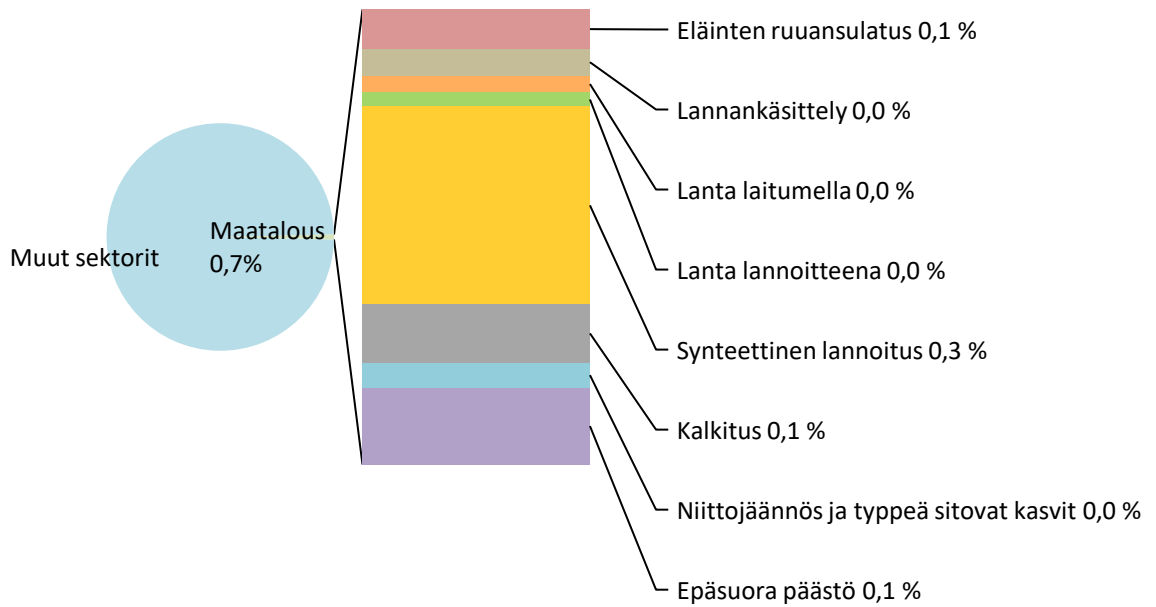 Eläinten ruuansulatus 0,1 %
Lannankäsittely 0,0 %
Lanta laitumella 0,0 %
Lanta lannoitteena 0,0 %
Synteettinen lannoitus 0,3 %
Kalkitus 0,1 %
Niittojäännös ja typpeä sitovat kasvit 0,0 %
Epäsuora päästö 0,1 %
Muut sektorit
Maatalous
0,7%